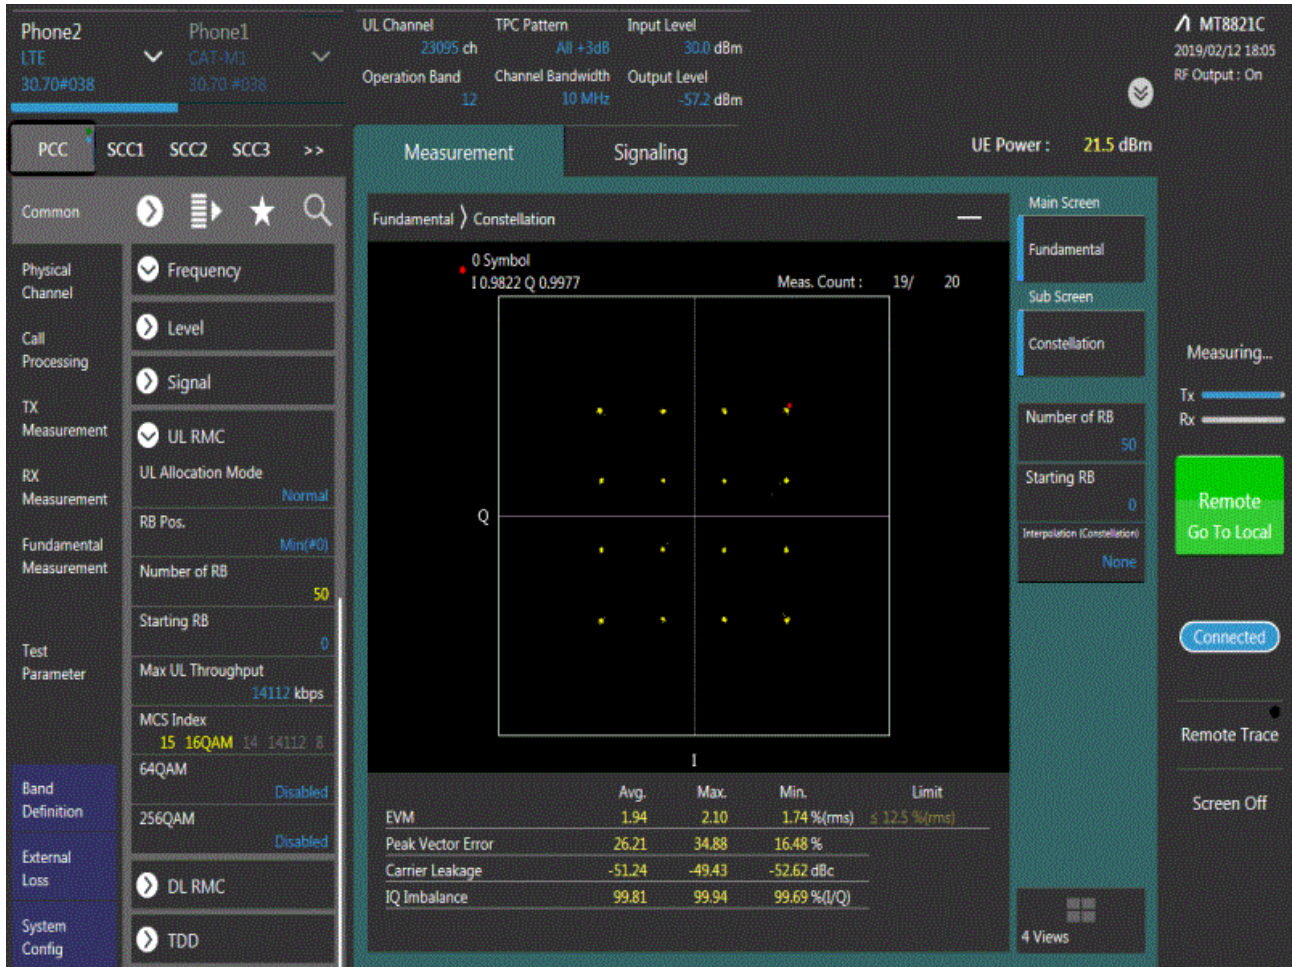 Phone2
LTE
30.70#038
Phone1
CAT-M1
30.70 #038
UL Channel
23095 ch
TPC Pattern
All +3dB
Input Level
30.0 dBm
Operation Band
12
Channel Bandwidth
10 MHz
Output Level
-57.2 dBm
MT8821C
2019/02/12 18:05
RF Output : On
PCC SCC1 SCC2 SCC3 >>
Measurement
Signaling
UE Power : 21.5 dBm
Common
Physical
Channel
Call
Processing
TX
Measurement
RX
Measurement
Fundamental
Measurement
Test
Parameter
Band
Definition
External
Loss
System
Config
Frequency
Level
Signal
UL RMC
UL Allocation Mode
Normal
RB Pos.
Min(#0)
Number of RB
50
Starting RB
0
Max UL Throughput
14112 kbps
MCS Index
15 16QAM 14 14112 8
64QAM
Disabled
256QAM
Disabled
DL RMC
TDD
Fundamental Constellation
0 Symbol
I 0.9822 Q 0.9977
Meas. Count : 19/ 20
Q
I
Avg. Max. Min. Limit
EVM 1.94 2.10 1.74 %(rms) ≤ 12.5 %(rms)
Peak Vector Error 26.21 34.88 16.48 %
Carrier Leakage -51.24 -49.43 -52.62 dBc
IQ Imbalance 99.81 99.94 99.69 %(I/Q)
Main Screen
Fundamental
Sub Screen
Constellation
Number of RB
50
Starting RB
0
Interpolation (Constellation)
None
4 Views
Measuring...
Tx
Rx
Remote
Go To Local
Connected
Remote Trace
Screen Off